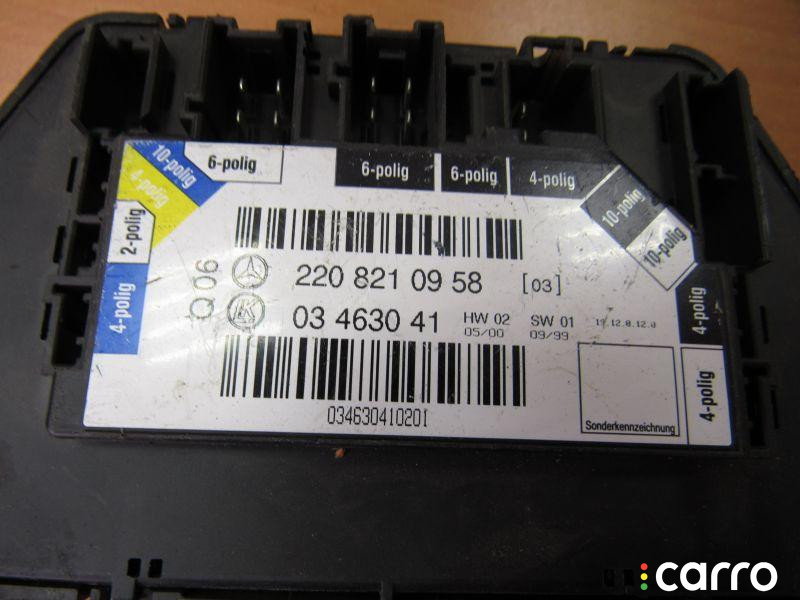 10-polig
6-polig
6-polig
6-polig
4-polig
10-polig
10-polig
4-polig
2-polig
4-polig
4-polig
4-polig
Q 06
220 821 09 58 [03]
03 4630 41 HW 02 SW 01
05/00 09/99
034630410201
Sonderkennzeichnung
carro